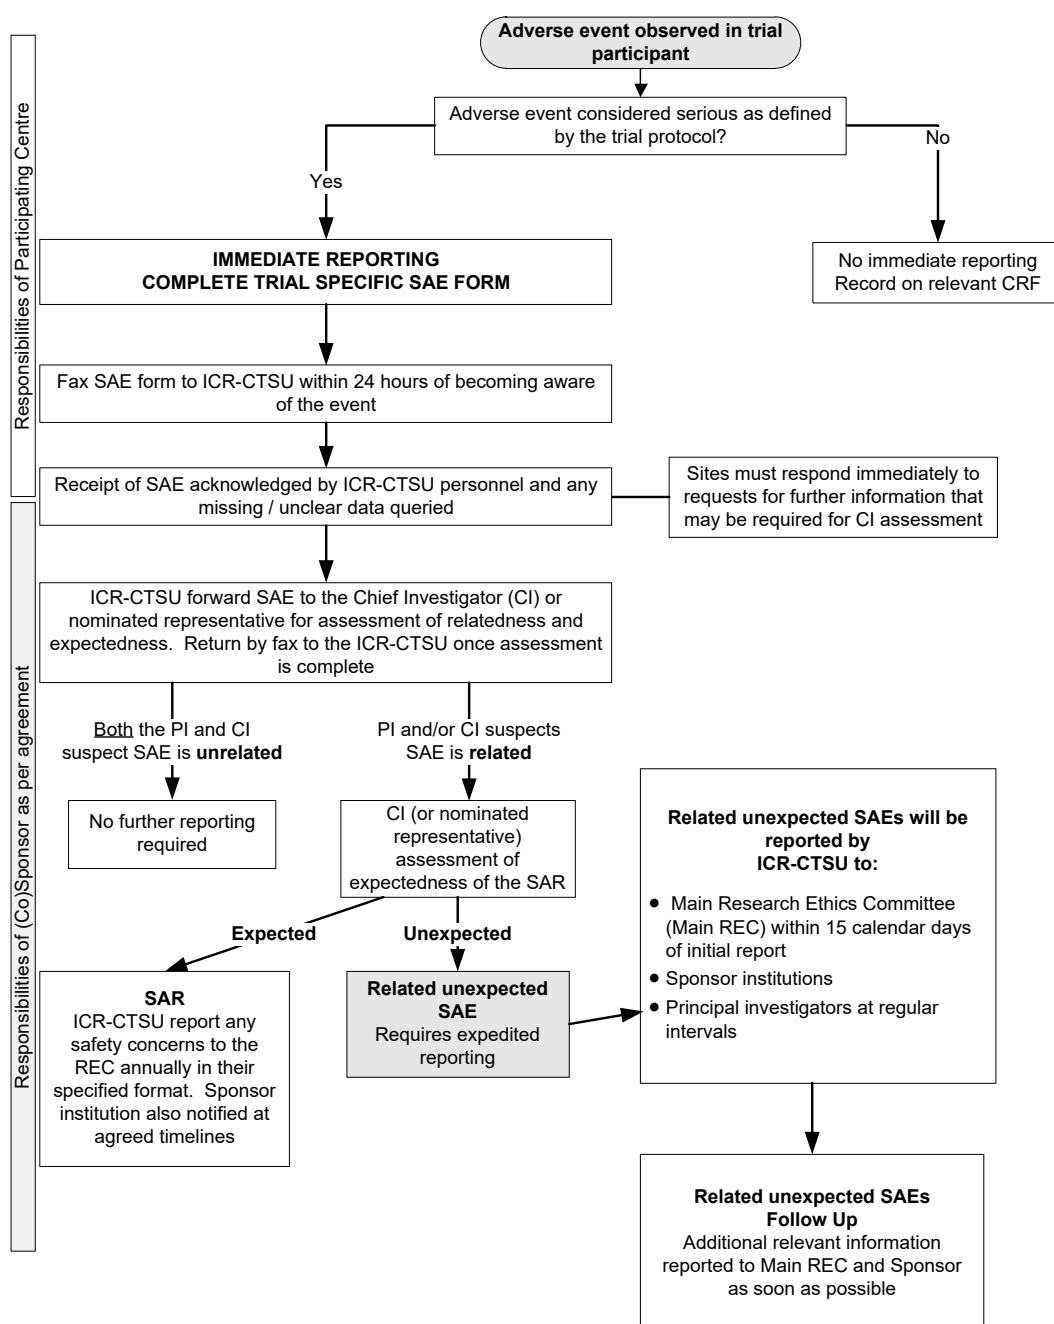 Adverse event observed in trial
participant
Adverse event considered serious as defined
by the trial protocol?
No
Yes
IMMEDIATE REPORTING
COMPLETE TRIAL SPECIFIC SAE FORM
No immediate reporting
Record on relevant CRF
Responsibilities of Participating Centre
Fax SAE form to ICR-CTSU within 24 hours of becoming aware
of the event
Receipt of SAE acknowledged by ICR-CTSU personnel and any
missing / unclear data queried
Sites must respond immediately to
requests for further information that
may be required for CI assessment
ICR-CTSU forward SAE to the Chief Investigator (CI) or
nominated representative for assessment of relatedness and
expectedness.  Return by fax to the ICR-CTSU once assessment
is complete
Responsibilities of (Co)Sponsor as per agreement
Both the PI and CI
suspect SAE is unrelated
PI and/or CI suspects
SAE is related
No further reporting
required
CI (or nominated
representative)
assessment of
expectedness of the SAR
Expected
Unexpected
SAR
ICR-CTSU report any
safety concerns to the
REC annually in their
specified format.  Sponsor
institution also notified at
agreed timelines
Related unexpected
SAE
Requires expedited
reporting
Related unexpected SAEs will be
reported by
ICR-CTSU to:
● Main Research Ethics Committee
(Main REC) within 15 calendar days
of initial report
● Sponsor institutions
● Principal investigators at regular
intervals
Related unexpected SAEs
Follow Up
Additional relevant information
reported to Main REC and Sponsor
as soon as possible